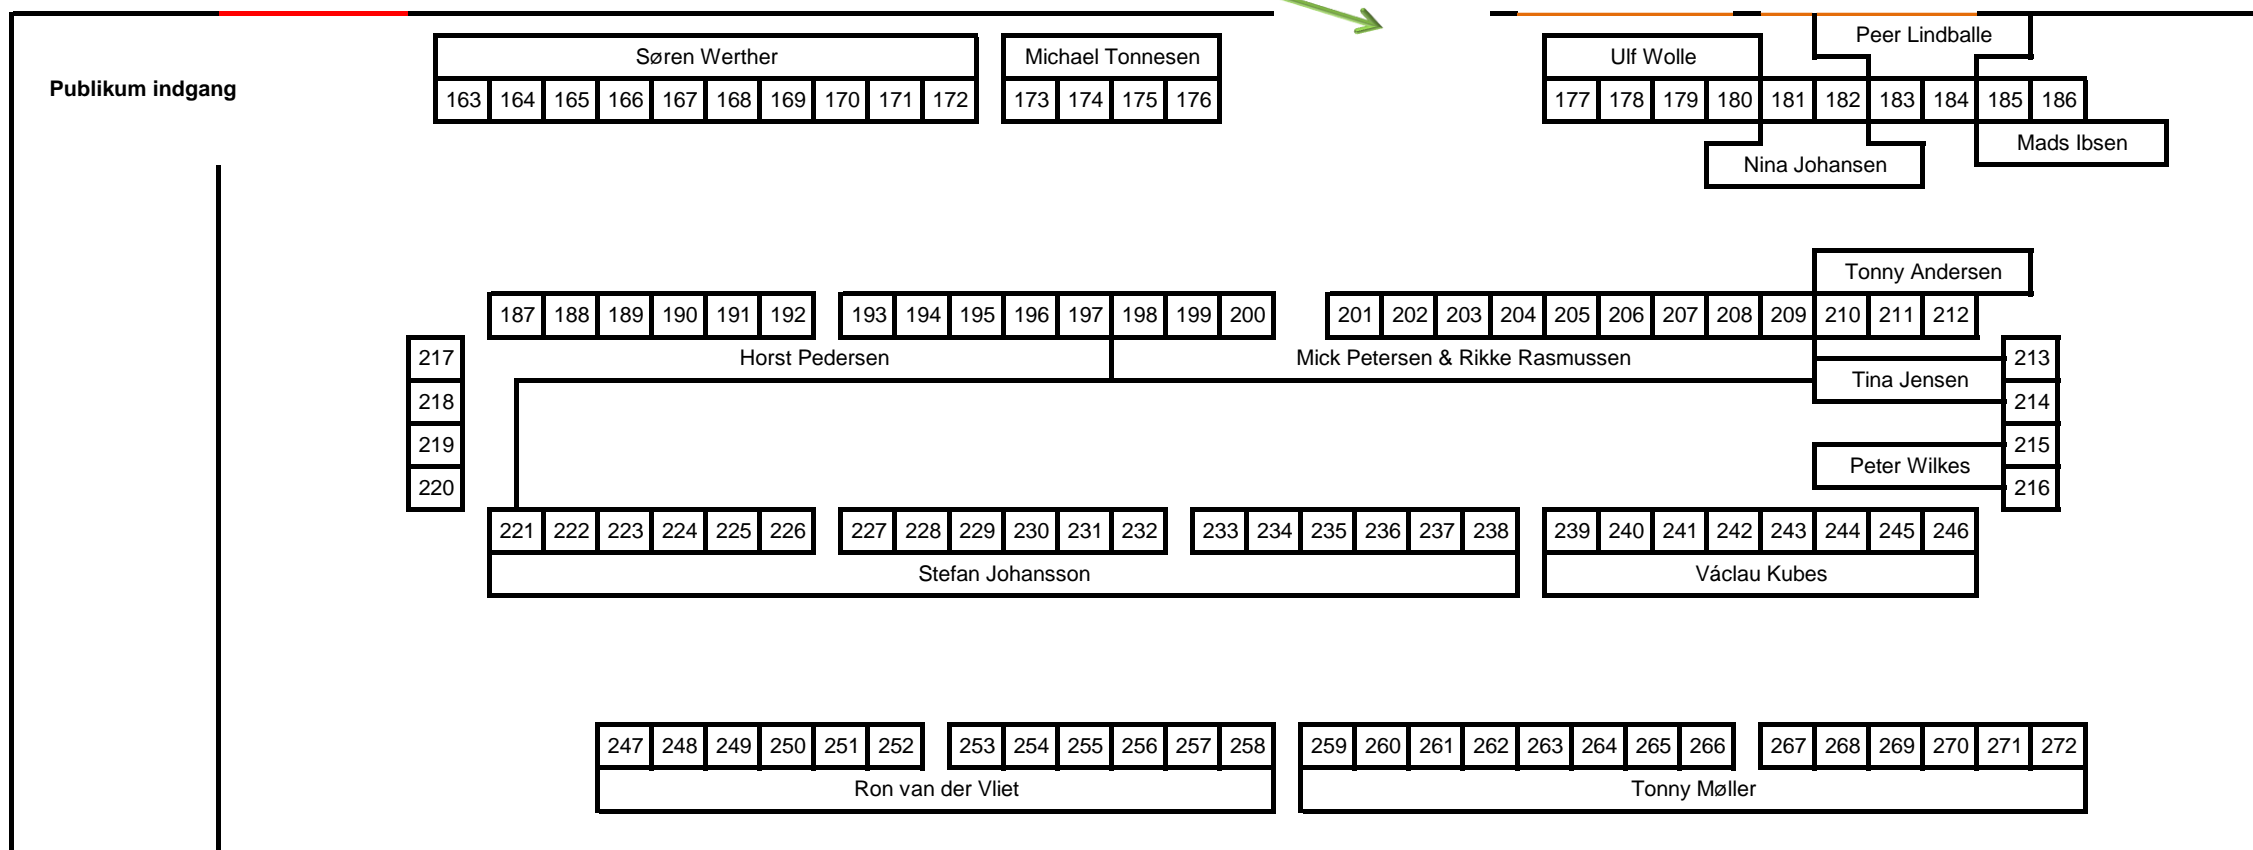 Peer Lindballe
Søren Werther Michael Tonnesen Ulf Wolle
Publikum indgang
163 164 165 166 167 168 169 170 171 172 173 174 175 176 177 178 179 180 181 182 183 184 185 186
Mads Ibsen
Nina Johansen
Tonny Andersen
187 188 189 190 191 192 193 194 195 196 197 198 199 200 201 202 203 204 205 206 207 208 209 210 211 212
217 Horst Pedersen Mick Petersen & Rikke Rasmussen 213
Tina Jensen
218 214
219 215
Peter Wilkes
220 216
221 222 223 224 225 226 227 228 229 230 231 232 233 234 235 236 237 238 239 240 241 242 243 244 245 246
Stefan Johansson Václau Kubes
247 248 249 250 251 252 253 254 255 256 257 258 259 260 261 262 263 264 265 266 267 268 269 270 271 272
Ron van der Vliet Tonny Møller